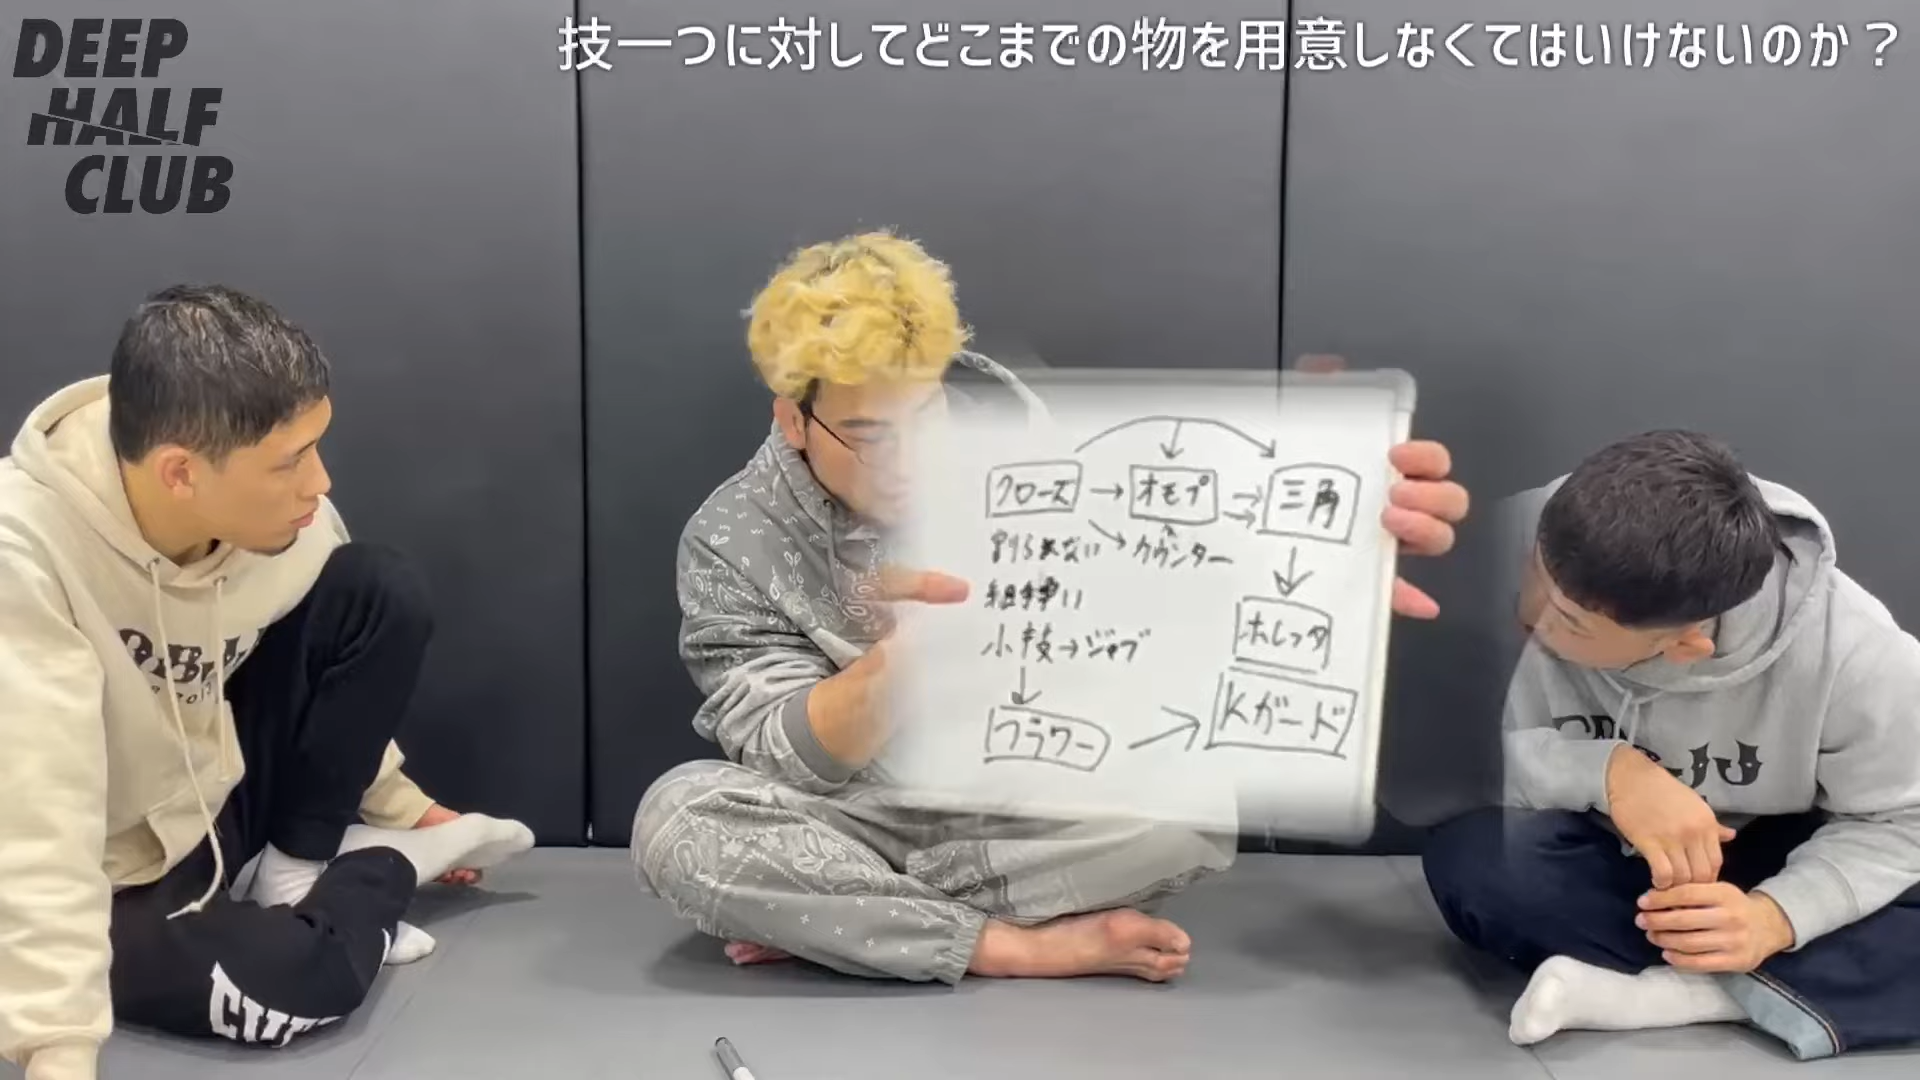 DEEP
HALF
CLUB
技一つに対してどこまでの物を用意しなくてはいけないのか？
クローズ → オモプ → 三角
割られない カウンター
組手争い
小技→ジャブ
ホレッタ
フラワー → Kガード